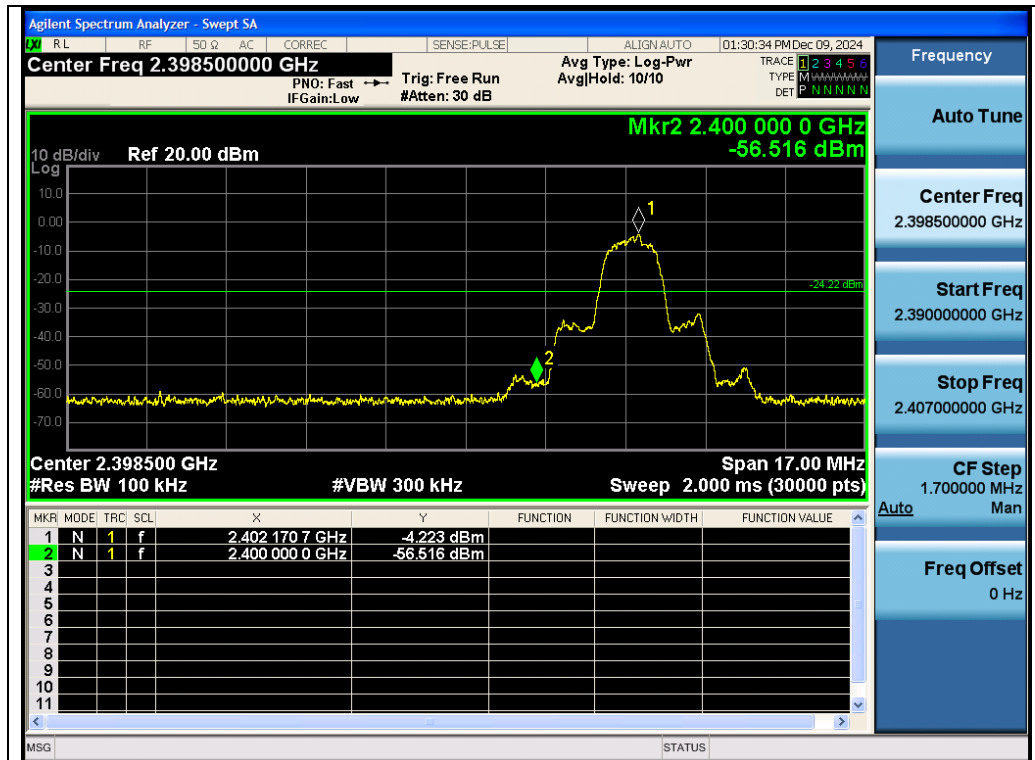 Agilent Spectrum Analyzer - Swept SA
LXI RL RF 50 Ω AC CORREC SENSE:PULSE ALIGN AUTO 01:30:34 PM Dec 09, 2024
Center Freq 2.398500000 GHz
PNO: Fast
IFGain:Low
Trig: Free Run
#Atten: 30 dB
Avg Type: Log-Pwr
Avg|Hold: 10/10
TRACE 1 2 3 4 5 6
TYPE M
DET P N N N N N
Mkr2 2.400 000 0 GHz
-56.516 dBm
10 dB/div Ref 20.00 dBm
Log
10.0
0.00
-10.0
-20.0
-30.0
-40.0
-50.0
-60.0
-70.0
1
-24.22 dBm
2
Center 2.398500 GHz Span 17.00 MHz
#Res BW 100 kHz #VBW 300 kHz Sweep 2.000 ms (30000 pts)
MKR MODE TRC SCL X Y FUNCTION FUNCTION WIDTH FUNCTION VALUE
1 N 1 f 2.402 170 7 GHz -4.223 dBm
2 N 1 f 2.400 000 0 GHz -56.516 dBm
3
4
5
6
7
8
9
10
11
MSG STATUS
Frequency
Auto Tune
Center Freq
2.398500000 GHz
Start Freq
2.390000000 GHz
Stop Freq
2.407000000 GHz
CF Step
1.700000 MHz
Auto Man
Freq Offset
0 Hz